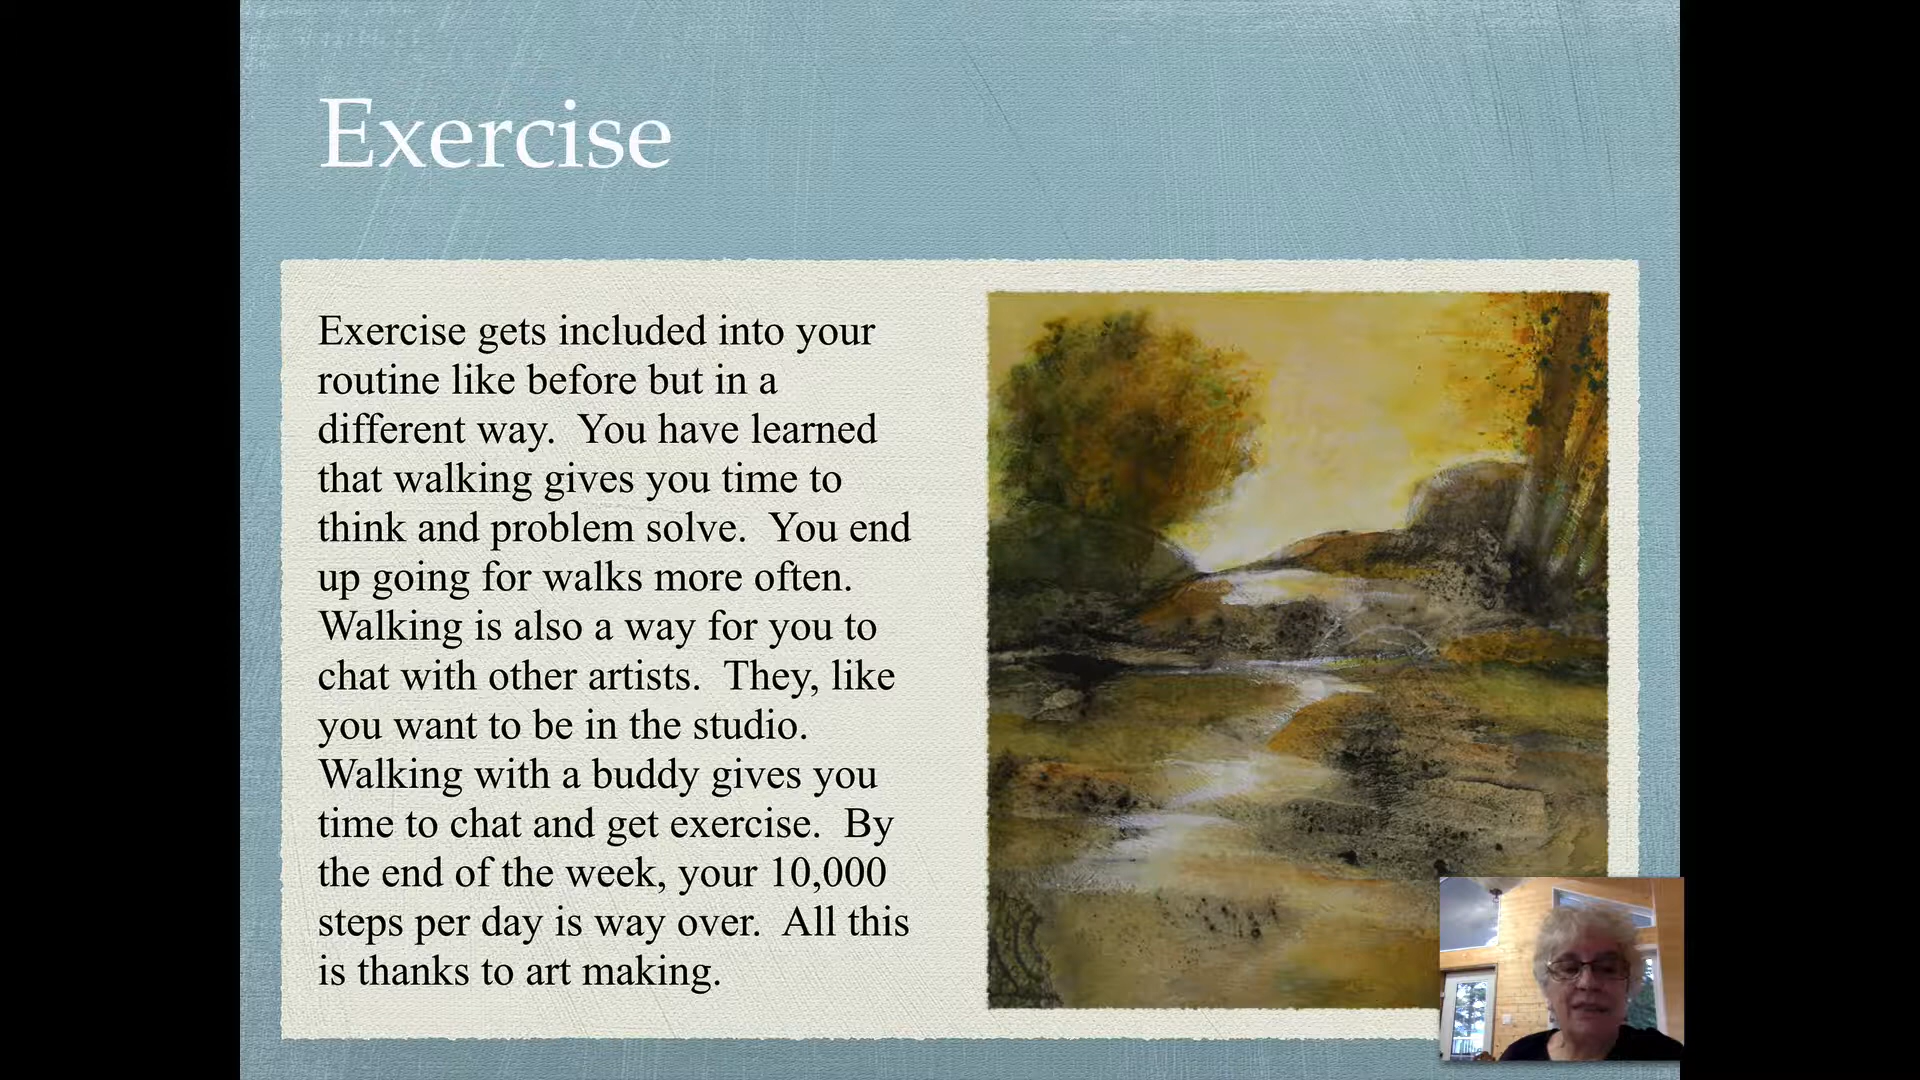 Exercise
Exercise gets included into your
routine like before but in a
different way.  You have learned
that walking gives you time to
think and problem solve.  You end
up going for walks more often.
Walking is also a way for you to
chat with other artists.  They, like
you want to be in the studio.
Walking with a buddy gives you
time to chat and get exercise.  By
the end of the week, your 10,000
steps per day is way over.  All this
is thanks to art making.